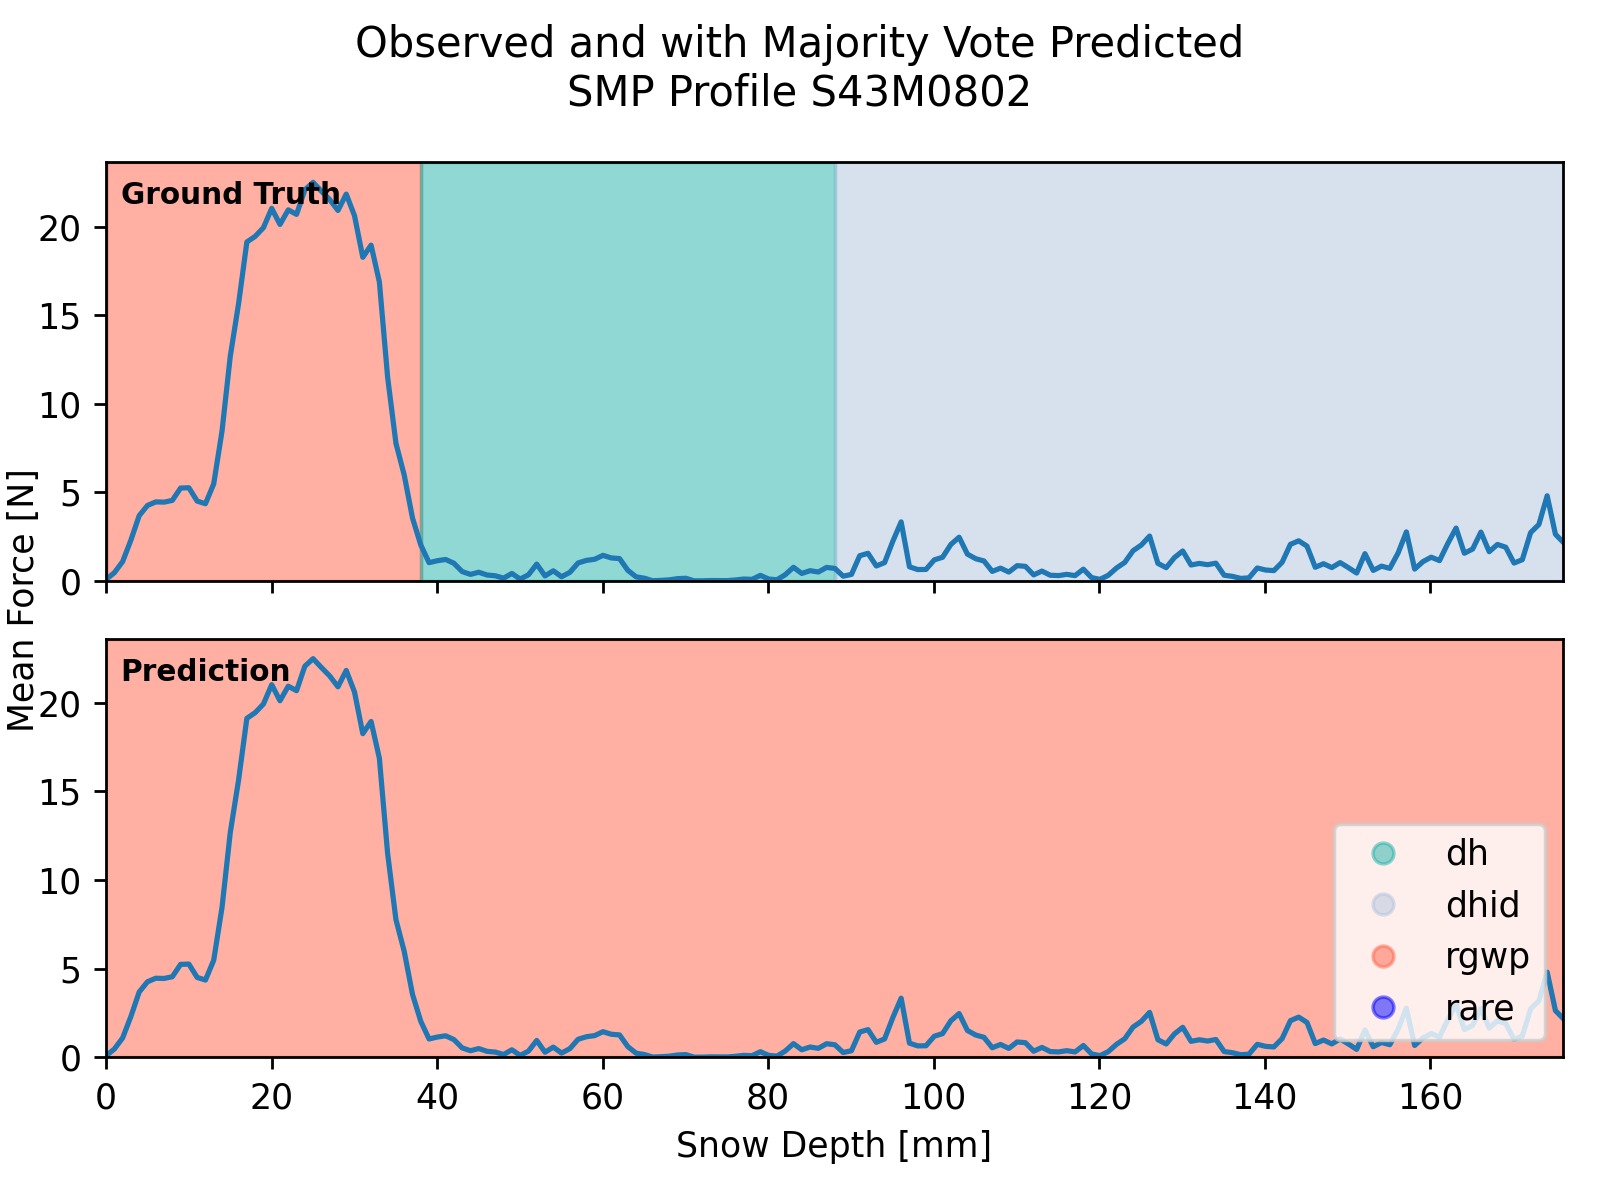 Observed and with Majority Vote Predicted
SMP Profile S43M0802
Ground Truth
20
15
10
5
0
Mean Force [N]
Prediction
20
15
10
5
0
dh
dhid
rgwp
rare
0 20 40 60 80 100 120 140 160
Snow Depth [mm]